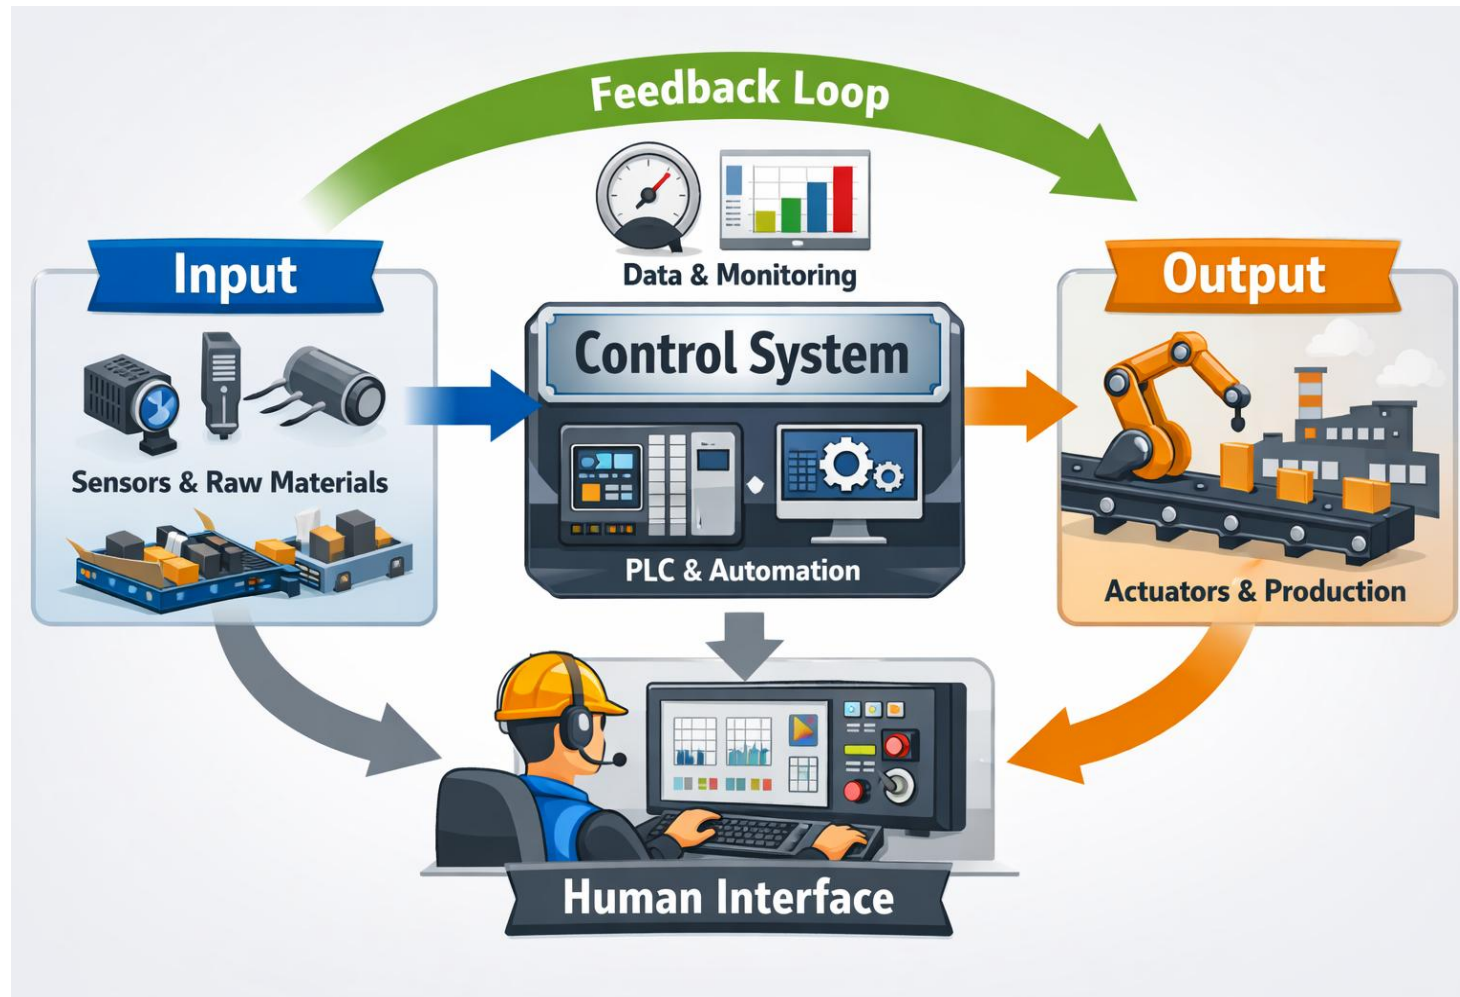 Feedback Loop
Data & Monitoring
Input
Control System
Output
Sensors & Raw Materials
PLC & Automation
Actuators & Production
Human Interface